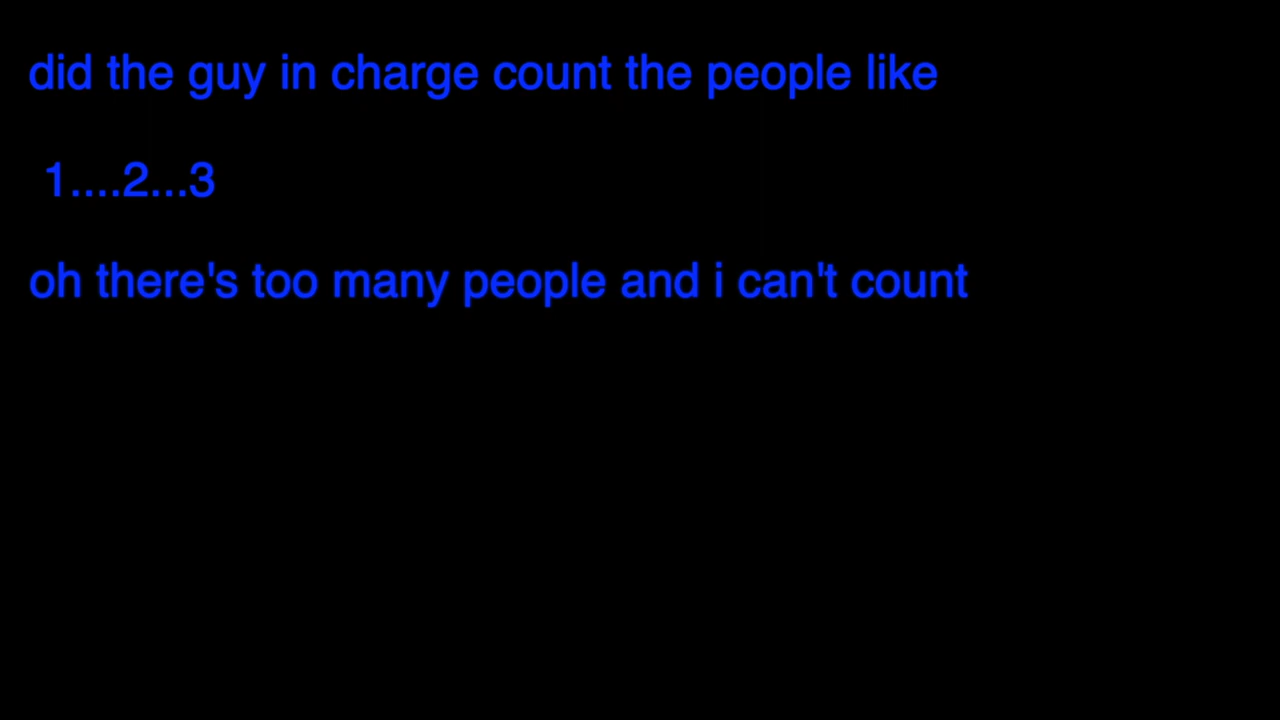 did the guy in charge count the people like
1....2...3
oh there's too many people and i can't count